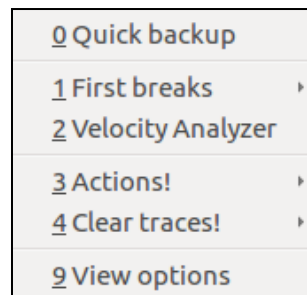 0 Quick backup
1 First breaks
2 Velocity Analyzer
3 Actions!
4 Clear traces!
9 View options